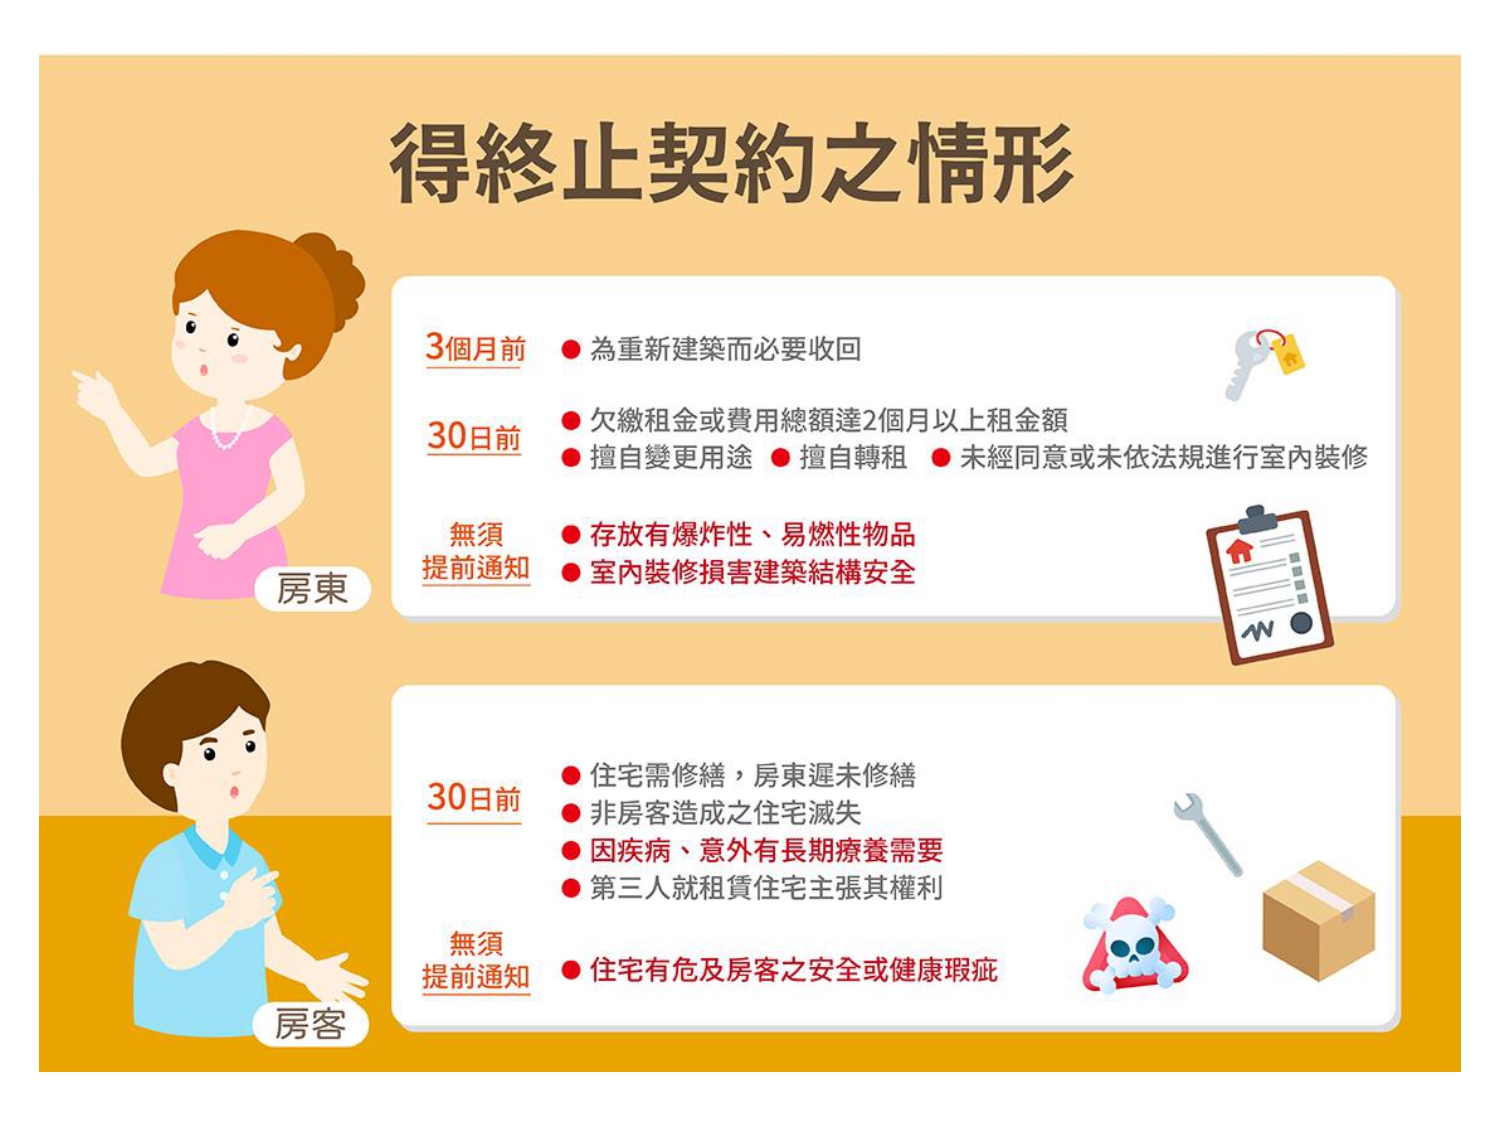 得終止契約之情形
3個月前 ● 為重新建築而必要收回
30日前 ● 欠繳租金或費用總額達2個月以上租金額
● 擅自變更用途 ● 擅自轉租 ● 未經同意或未依法規進行室內裝修
無須
提前通知
● 存放有爆炸性、易燃性物品
● 室內裝修損害建築結構安全
房東
30日前
● 住宅需修繕，房東遲未修繕
● 非房客造成之住宅滅失
● 因疾病、意外有長期療養需要
● 第三人就租賃住宅主張其權利
無須
提前通知
● 住宅有危及房客之安全或健康瑕疵
房客